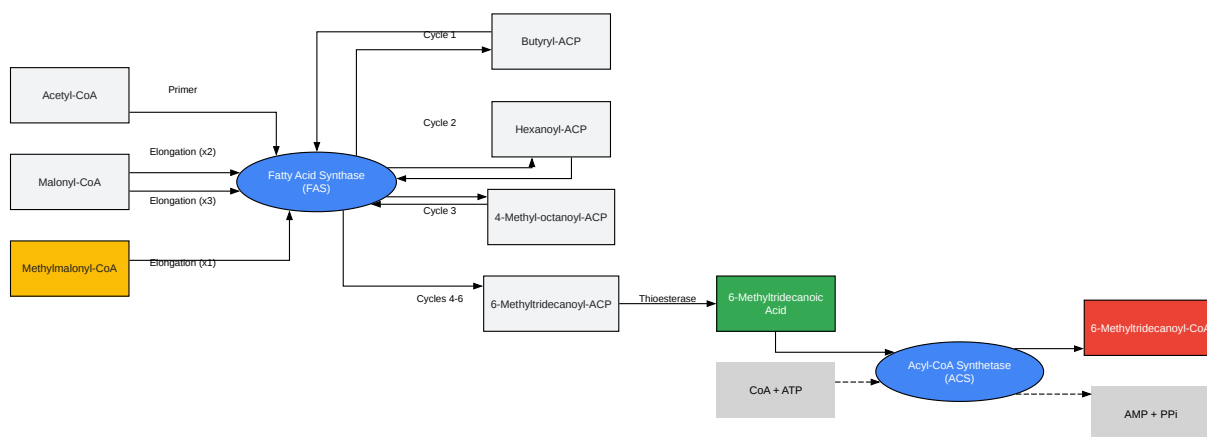 Cycle 1
Butyryl-ACP
Acetyl-CoA
Primer
Cycle 2
Hexanoyl-ACP
Malonyl-CoA
Elongation (x2)
Elongation (x3)
Fatty Acid Synthase
(FAS)
Cycle 3
4-Methyl-octanoyl-ACP
Methylmalonyl-CoA
Elongation (x1)
Cycles 4-6
6-Methyltridecanoyl-ACP
Thioesterase
6-Methyltridecanoic
Acid
6-Methyltridecanoyl-CoA
Acyl-CoA Synthetase
(ACS)
CoA + ATP
AMP + PPi